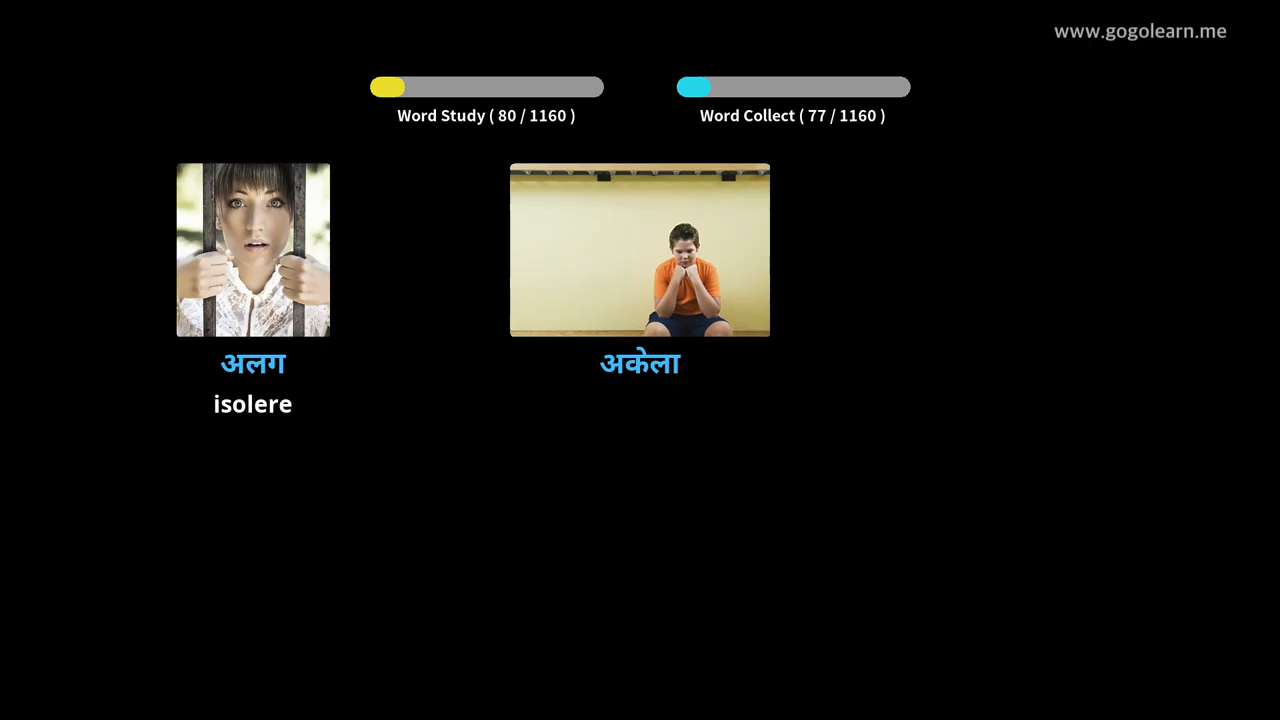 www.gogolearn.me
Word Study ( 80 / 1160 )
Word Collect ( 77 / 1160 )
अलग
अकेला
isolere